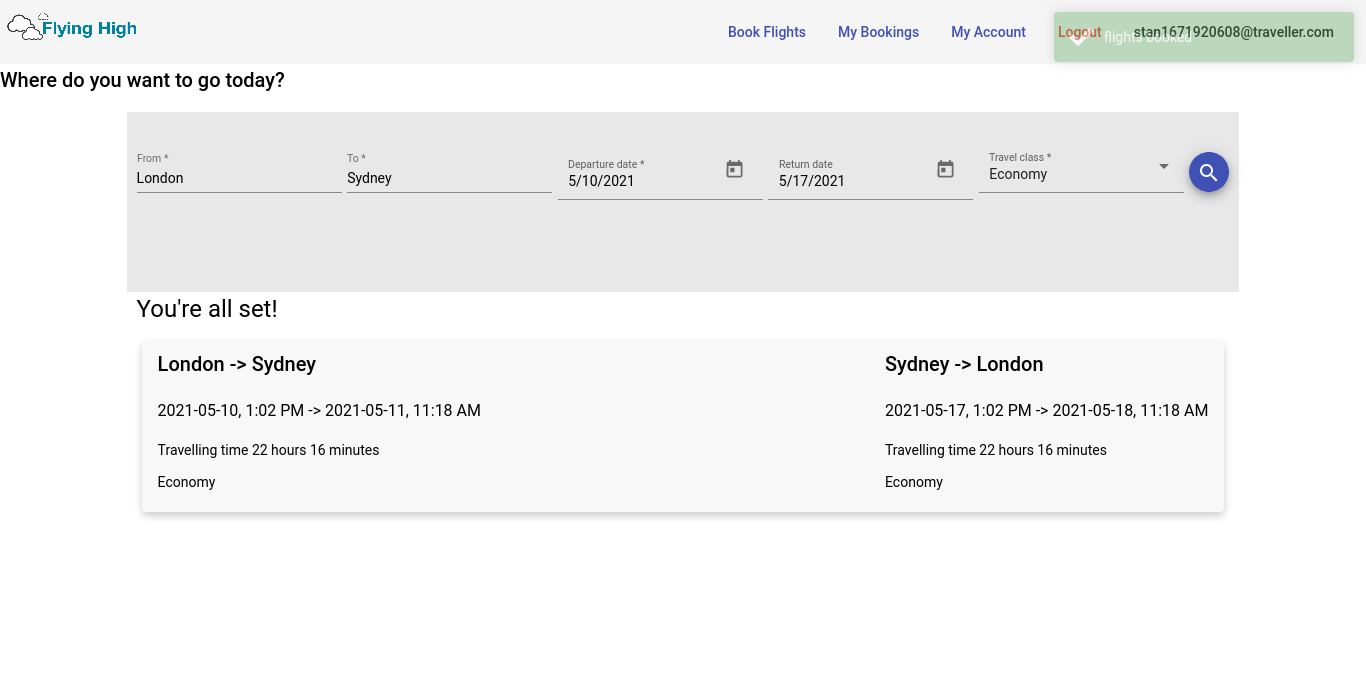 Flying High
Book Flights
My Bookings
My Account
Logout
stan1671920608@traveller.com
flights booked
Where do you want to go today?
From *
London
To *
Sydney
Departure date *
5/10/2021
Return date
5/17/2021
Travel class *
Economy
You're all set!
London -> Sydney
2021-05-10, 1:02 PM -> 2021-05-11, 11:18 AM
Travelling time 22 hours 16 minutes
Economy
Sydney -> London
2021-05-17, 1:02 PM -> 2021-05-18, 11:18 AM
Travelling time 22 hours 16 minutes
Economy